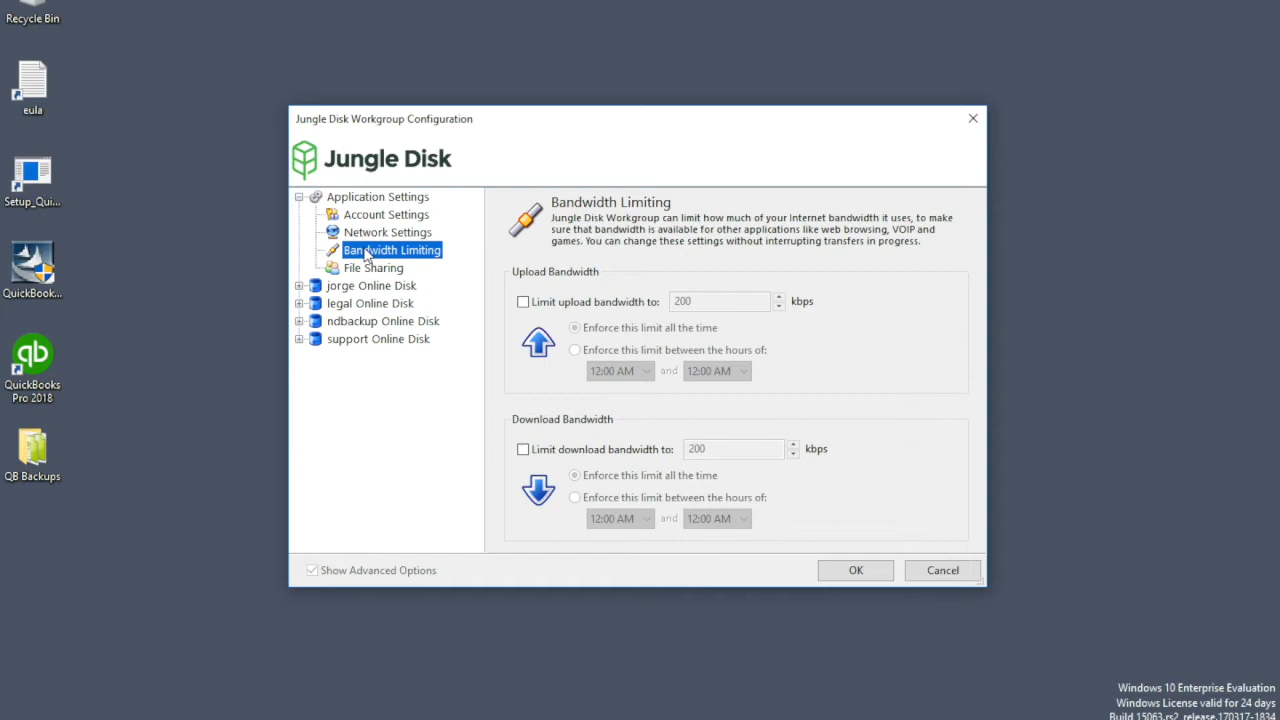 Recycle Bin
eula
Setup_Qui...
QuickBook...
qb
QuickBooks
Pro 2018
QB Backups
Jungle Disk Workgroup Configuration
Jungle Disk
Application Settings
Account Settings
Network Settings
Bandwidth Limiting
File Sharing
jorge Online Disk
legal Online Disk
ndbackup Online Disk
support Online Disk
Bandwidth Limiting
Jungle Disk Workgroup can limit how much of your Internet bandwidth it uses, to make
sure that bandwidth is available for other applications like web browsing, VOIP and
games. You can change these settings without interrupting transfers in progress.
Upload Bandwidth
Limit upload bandwidth to: 200 kbps
Enforce this limit all the time
Enforce this limit between the hours of:
12:00 AM and 12:00 AM
Download Bandwidth
Limit download bandwidth to: 200 kbps
Enforce this limit all the time
Enforce this limit between the hours of:
12:00 AM and 12:00 AM
Show Advanced Options
OK
Cancel
Windows 10 Enterprise Evaluation
Windows License valid for 24 days
Build 15063.rs2_release.170317-1834